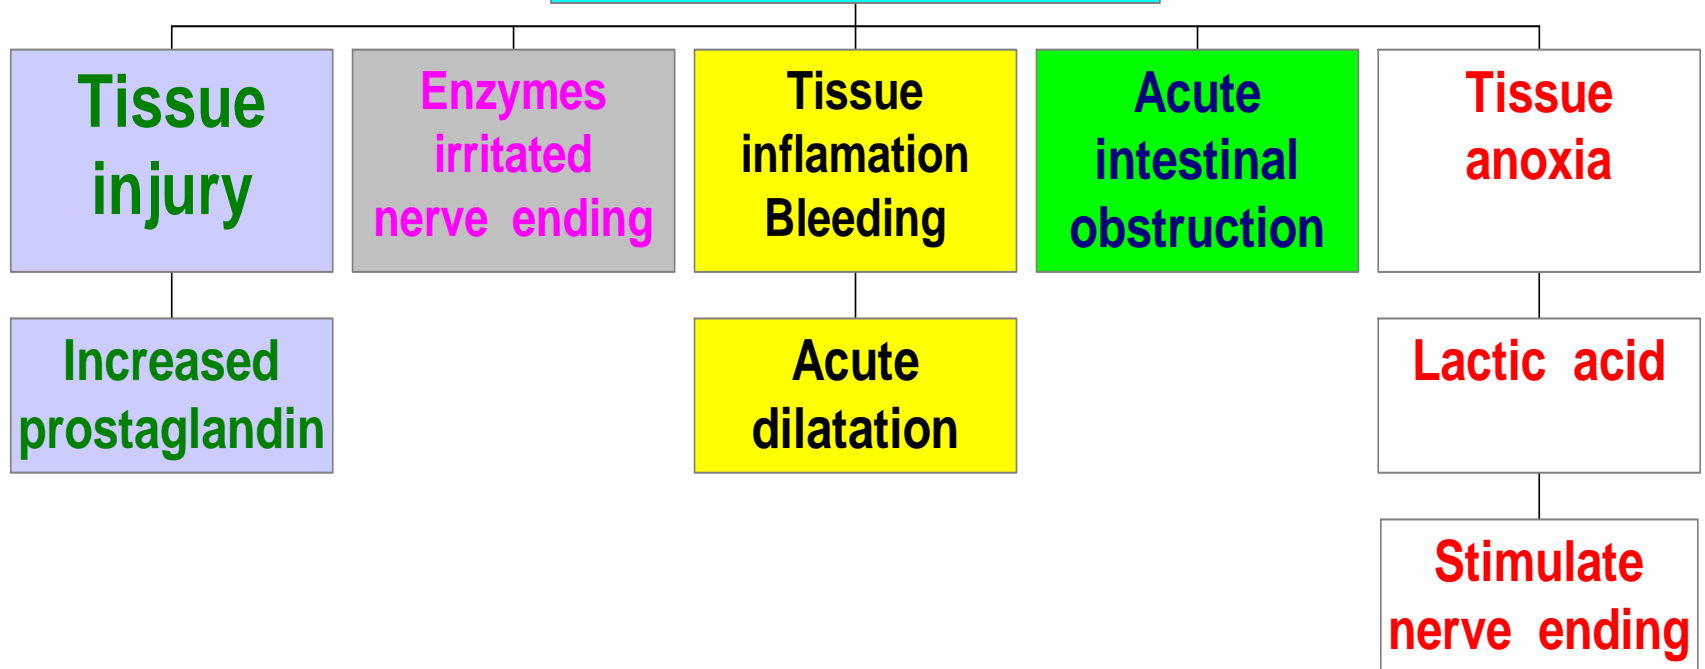 Tissue
injury
Enzymes
irritated
nerve ending
Tissue
inflamation
Bleeding
Acute
intestinal
obstruction
Tissue
anoxia
Increased
prostaglandin
Acute
dilatation
Lactic acid
Stimulate
nerve ending